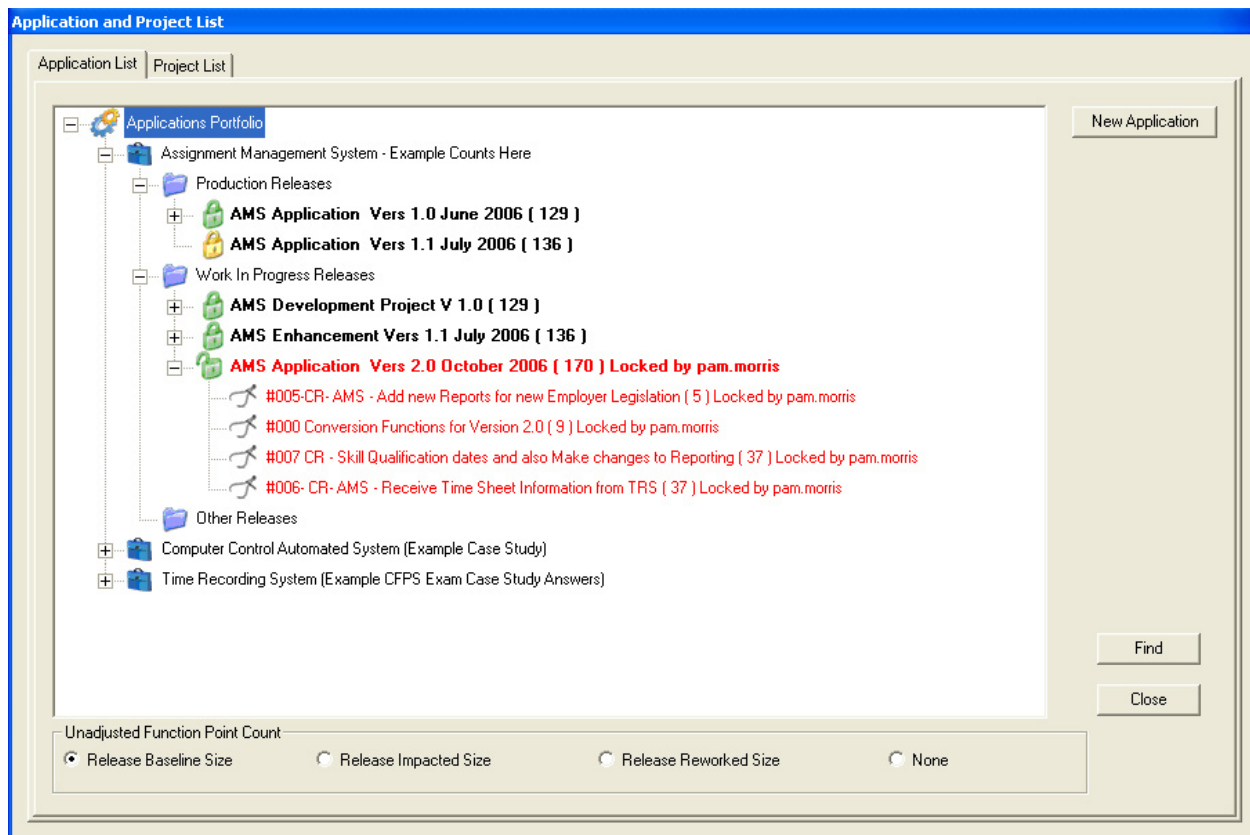 Application and Project List
Application List Project List
Applications Portfolio
New Application
Assignment Management System - Example Counts Here
Production Releases
AMS Application Vers 1.0 June 2006 ( 129 )
AMS Application Vers 1.1 July 2006 ( 136 )
Work In Progress Releases
AMS Development Project V 1.0 ( 129 )
AMS Enhancement Vers 1.1 July 2006 ( 136 )
AMS Application Vers 2.0 October 2006 ( 170 ) Locked by pam.morris
#005-CR- AMS - Add new Reports for new Employer Legislation ( 5 ) Locked by pam.morris
#000 Conversion Functions for Version 2.0 ( 9 ) Locked by pam.morris
#007 CR - Skill Qualification dates and also Make changes to Reporting ( 37 ) Locked by pam.morris
#006- CR- AMS - Receive Time Sheet Information from TRS ( 37 ) Locked by pam.morris
Other Releases
Computer Control Automated System (Example Case Study)
Time Recording System (Example CFPS Exam Case Study Answers)
Find
Close
Unadjusted Function Point Count
Release Baseline Size Release Impacted Size Release Reworked Size None